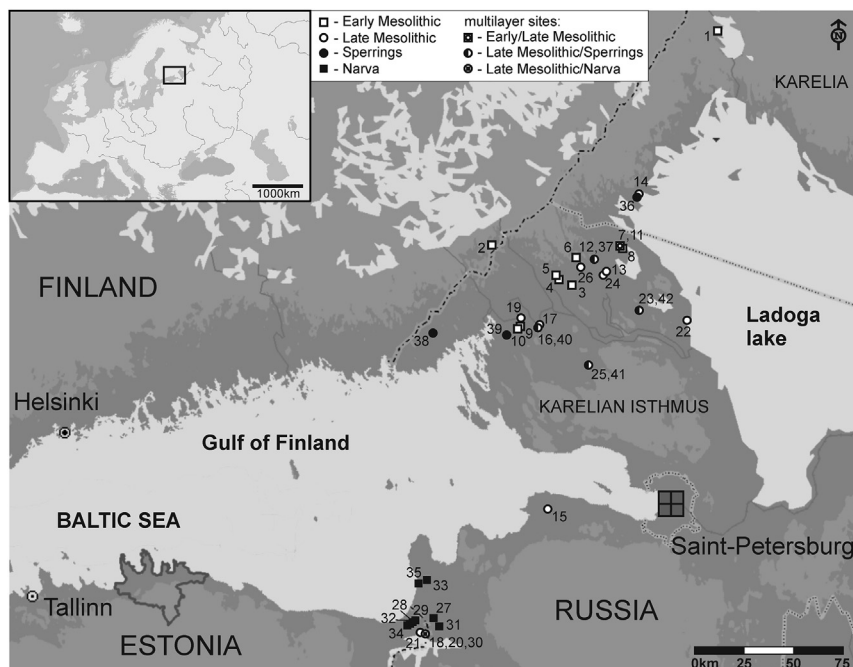 □ - Early Mesolithic
○ - Late Mesolithic
● - Sperrings
■ - Narva
multilayer sites:
- Early/Late Mesolithic
- Late Mesolithic/Sperrings
- Late Mesolithic/Narva
N
1000km
1
KARELIA
14
36
2
6
12,37
7,11
8
5
4
3
26
13
24
FINLAND
19
17
23,42
22
38
39
10
9
16,40
Ladoga
lake
25,41
Helsinki
KARELIAN ISTHMUS
Gulf of Finland
BALTIC SEA
15
Saint-Petersburg
35
33
Tallinn
28
29
27
32
31
RUSSIA
34
21
18,20,30
ESTONIA
0km
25
50
75